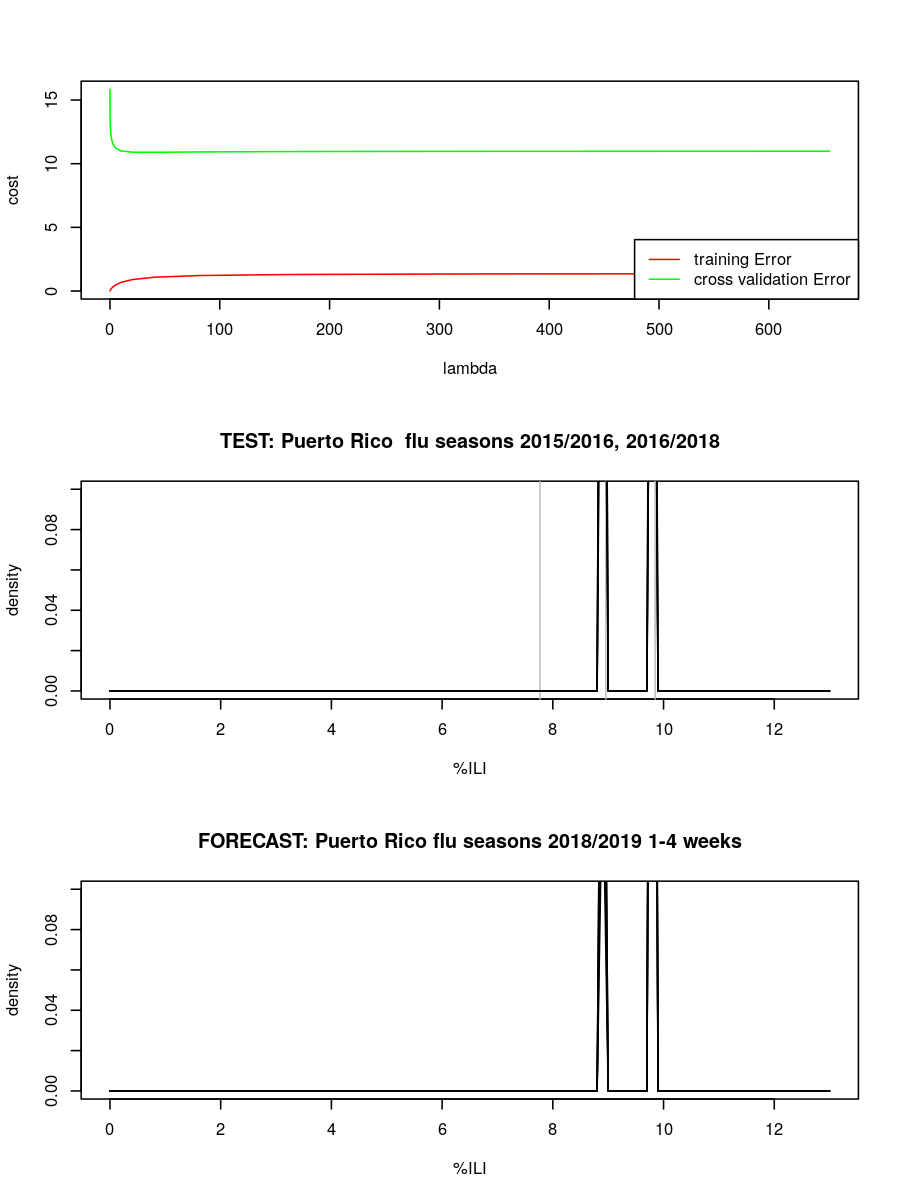 cost
15
10
5
0
training Error
cross validation Error
0 100 200 300 400 500 600
lambda
TEST: Puerto Rico  flu seasons 2015/2016, 2016/2018
density
0.08
0.04
0.00
0 2 4 6 8 10 12
%ILI
FORECAST: Puerto Rico flu seasons 2018/2019 1-4 weeks
density
0.08
0.04
0.00
0 2 4 6 8 10 12
%ILI